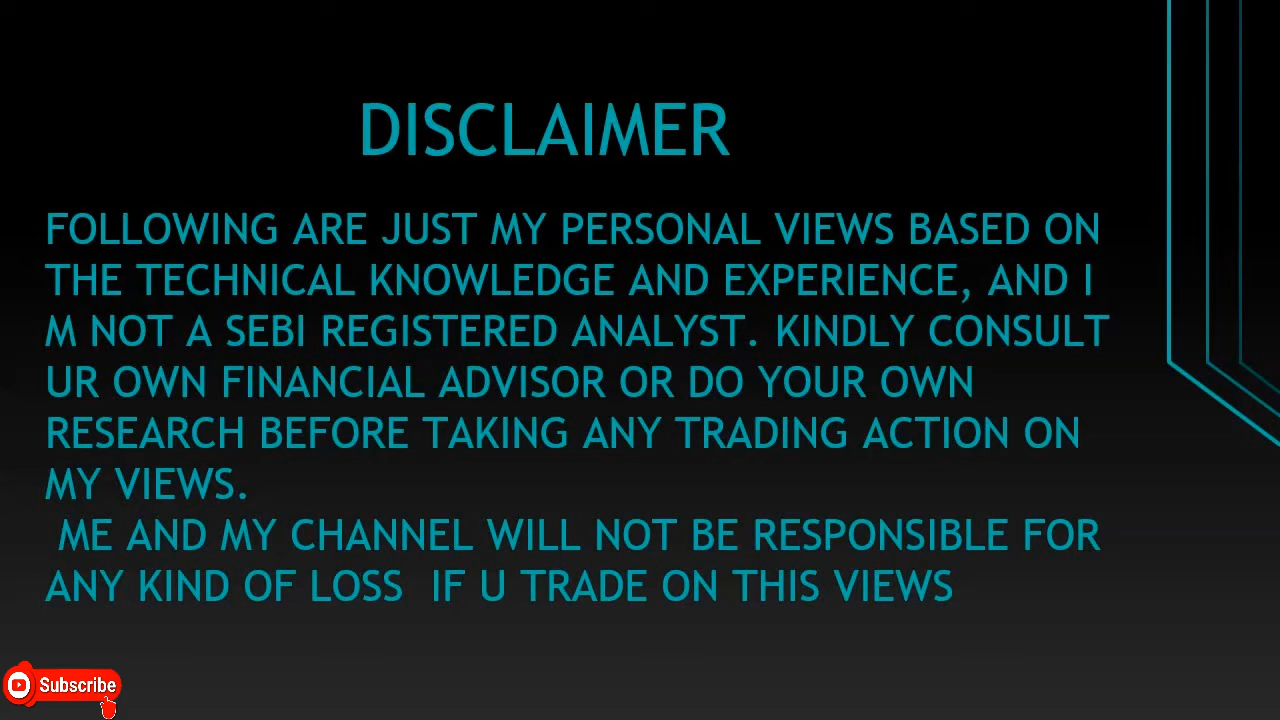 DISCLAIMER
FOLLOWING ARE JUST MY PERSONAL VIEWS BASED ON
THE TECHNICAL KNOWLEDGE AND EXPERIENCE, AND I
M NOT A SEBI REGISTERED ANALYST. KINDLY CONSULT
UR OWN FINANCIAL ADVISOR OR DO YOUR OWN
RESEARCH BEFORE TAKING ANY TRADING ACTION ON
MY VIEWS.
ME AND MY CHANNEL WILL NOT BE RESPONSIBLE FOR
ANY KIND OF LOSS  IF U TRADE ON THIS VIEWS
Subscribe